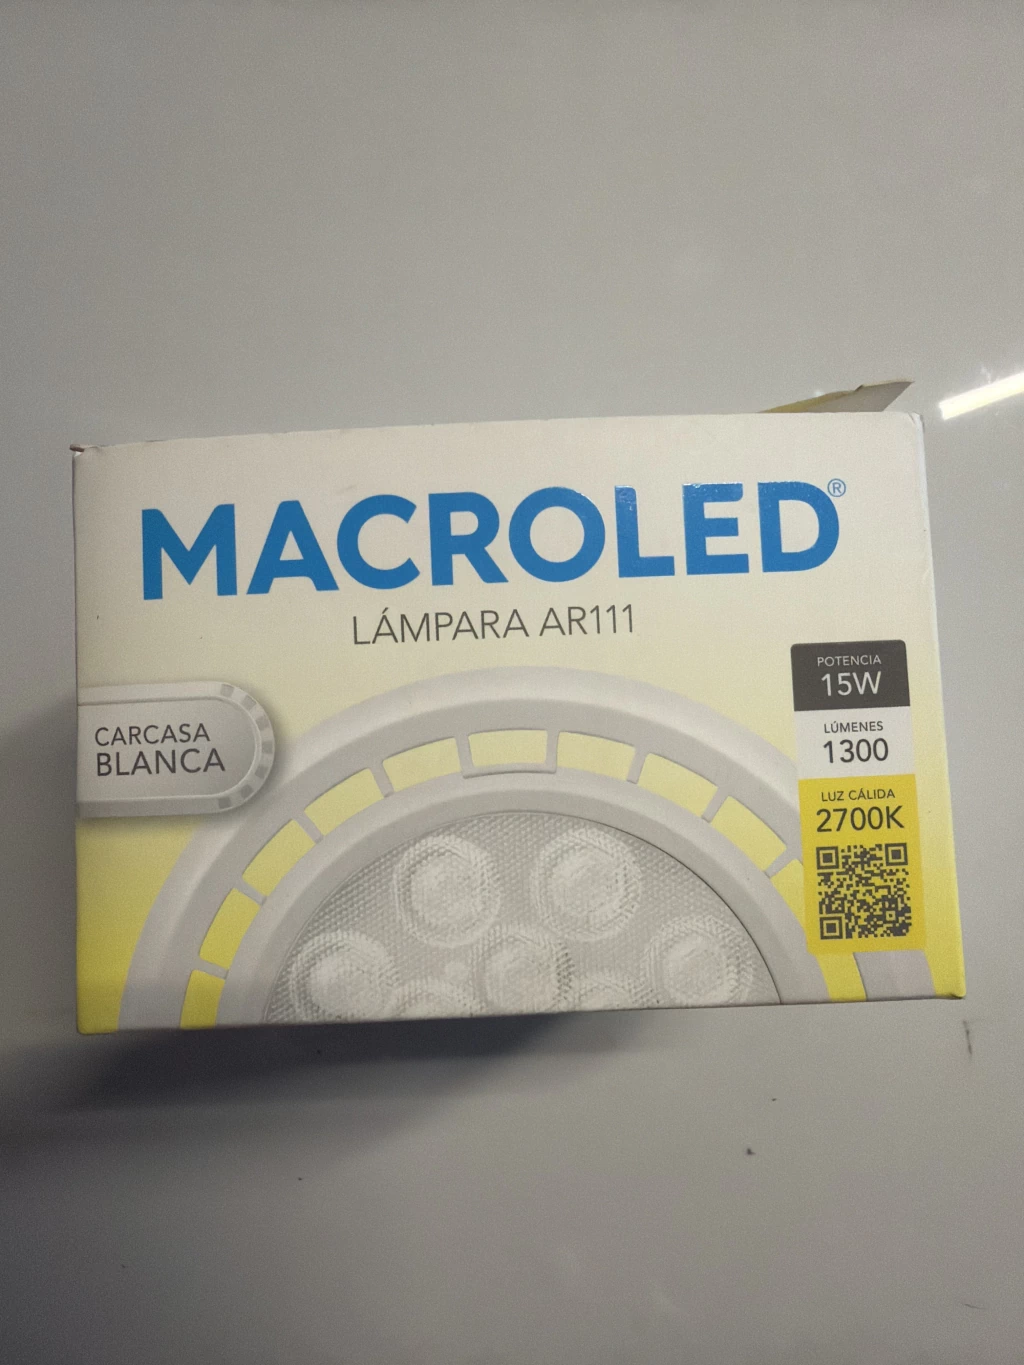 MACROLED®
LÁMPARA AR111
CARCASA
BLANCA
POTENCIA
15W
LÚMENES
1300
LUZ CÁLIDA
2700K